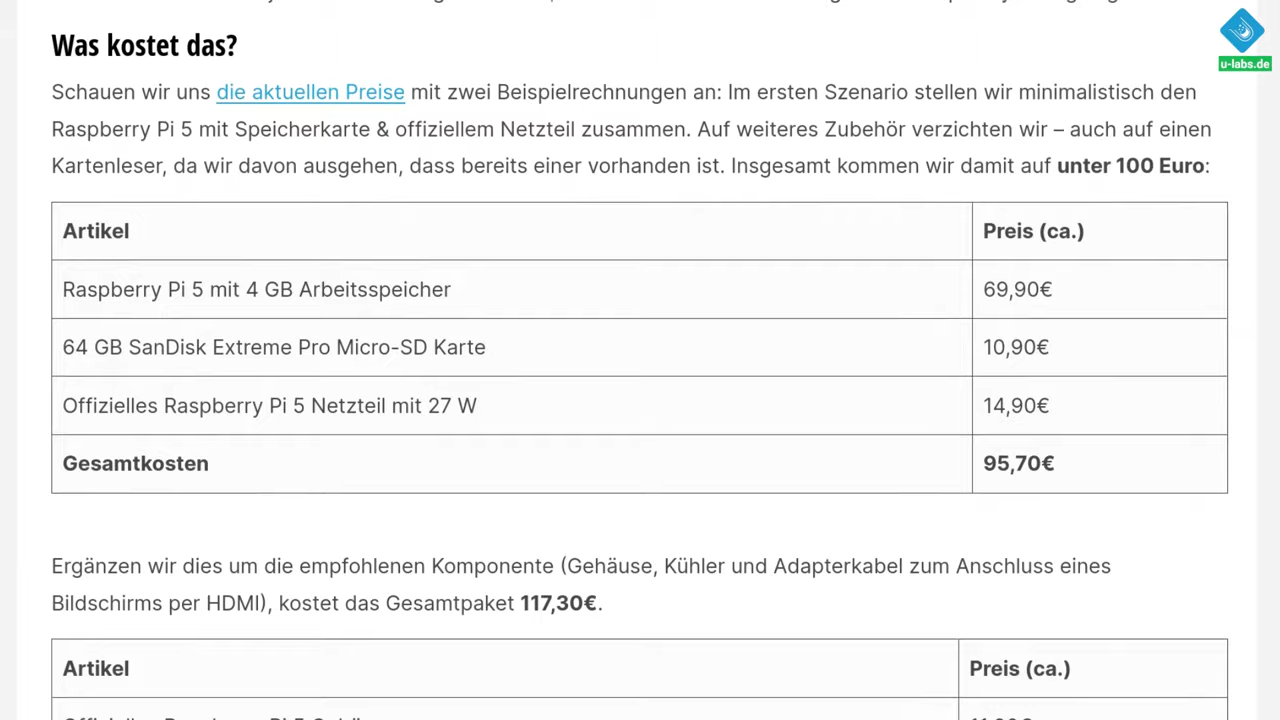 u-labs.de
Was kostet das?
Schauen wir uns die aktuellen Preise mit zwei Beispielrechnungen an: Im ersten Szenario stellen wir minimalistisch den
Raspberry Pi 5 mit Speicherkarte & offiziellem Netzteil zusammen. Auf weiteres Zubehör verzichten wir – auch auf einen
Kartenleser, da wir davon ausgehen, dass bereits einer vorhanden ist. Insgesamt kommen wir damit auf unter 100 Euro:
Artikel Preis (ca.)
Raspberry Pi 5 mit 4 GB Arbeitsspeicher 69,90€
64 GB SanDisk Extreme Pro Micro-SD Karte 10,90€
Offizielles Raspberry Pi 5 Netzteil mit 27 W 14,90€
Gesamtkosten 95,70€
Ergänzen wir dies um die empfohlenen Komponente (Gehäuse, Kühler und Adapterkabel zum Anschluss eines
Bildschirms per HDMI), kostet das Gesamtpaket 117,30€.
Artikel Preis (ca.)